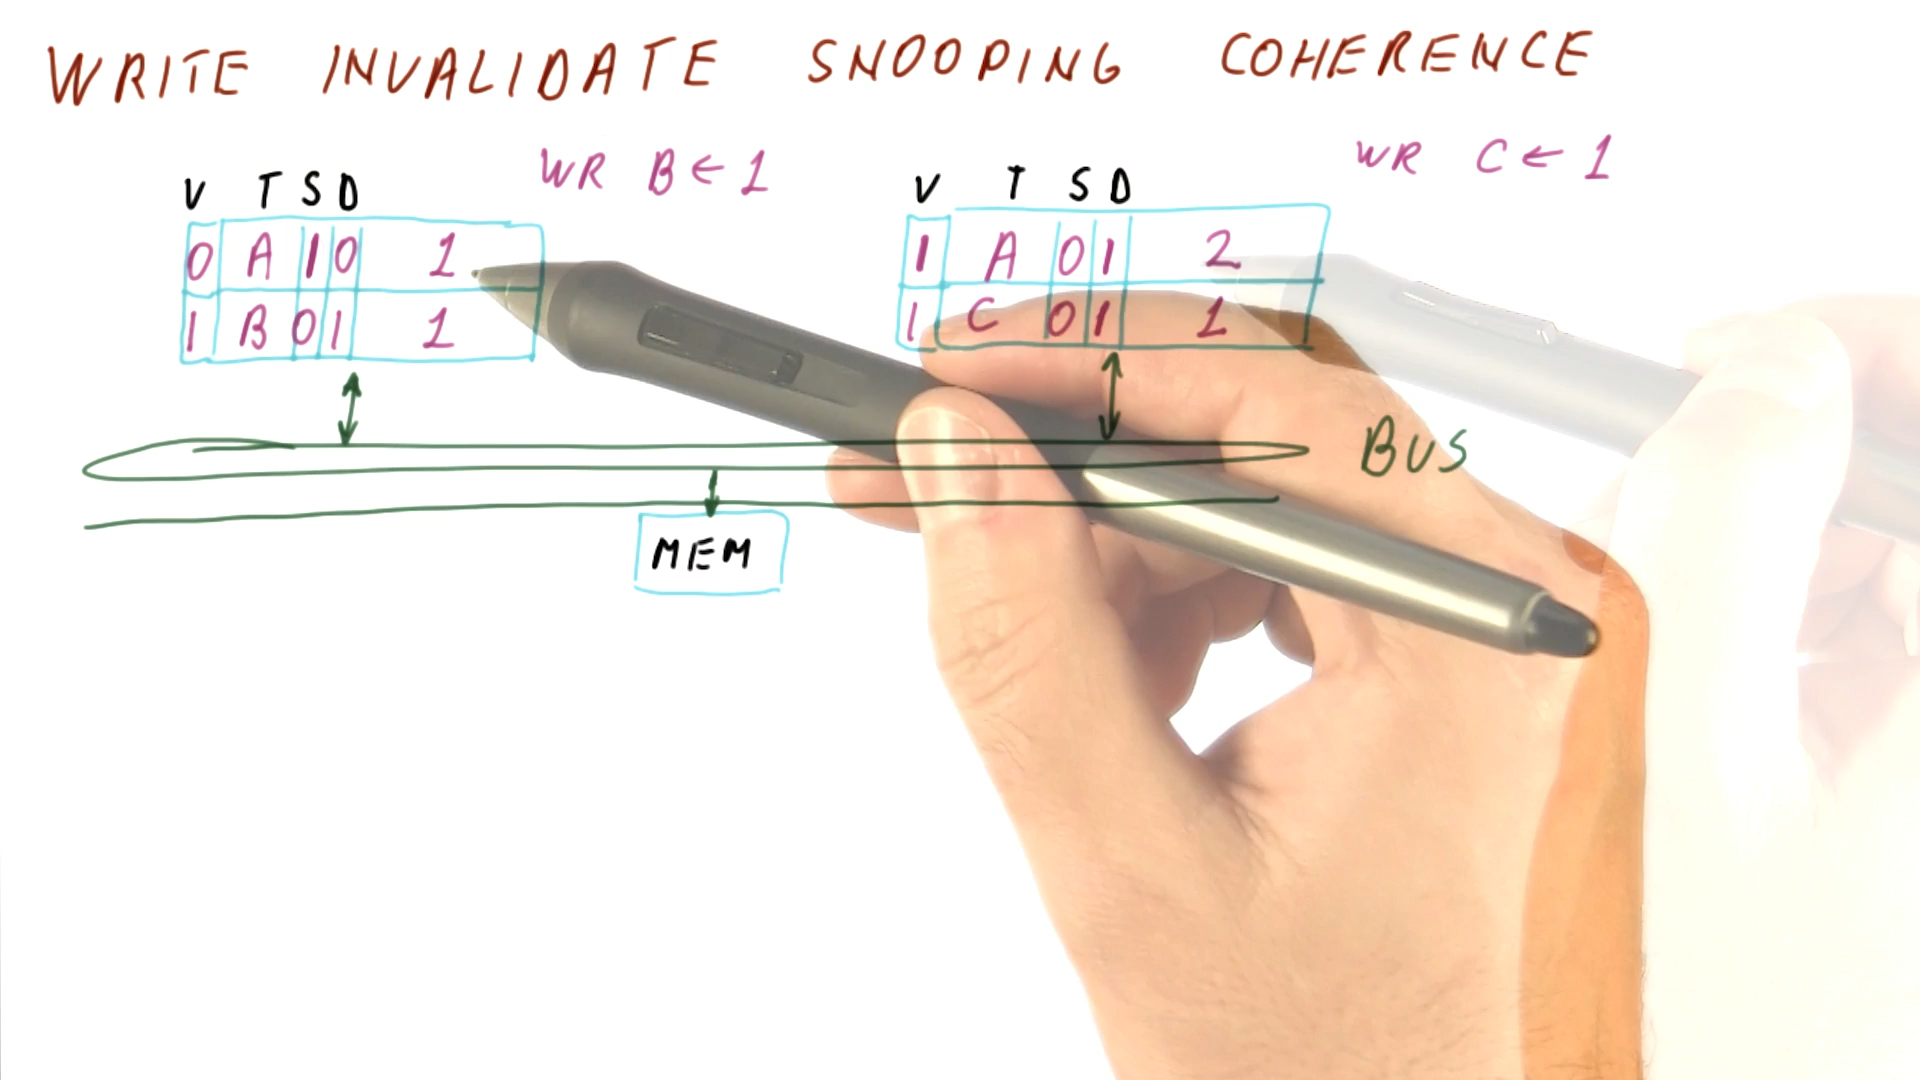 WRITE INVALIDATE SNOOPING COHERENCE
WR B ← 1
WR C ← 1
V T S D
0 A 1 0 1
1 B 0 1 1
V T S D
1 A 0 1 2
1 C 0 1 1
BUS
MEM